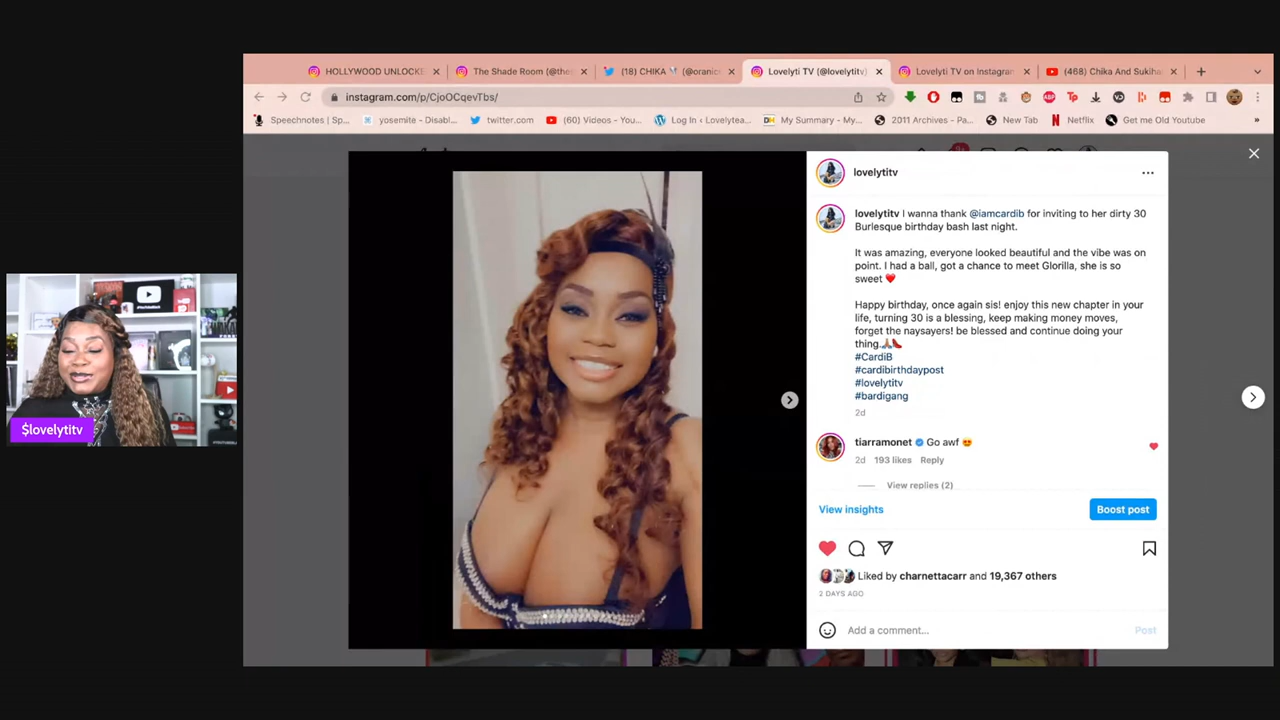 HOLLYWOOD UNLOCKE
The Shade Room (@the
(18) CHIKA (@oranic
Lovelyti TV (@lovelytitv)
Lovelyti TV on Instagram
(468) Chika And Sukiha
instagram.com/p/CjoOCqevTbs/
Speechnotes | Sp...
yosemite - Disabl...
twitter.com
(60) Videos - You...
Log In ‹ Lovelytea...
My Summary - My...
2011 Archives - Pa...
New Tab
Netflix
Get me Old Youtube
»
lovelytitv
lovelytitv I wanna thank @iamcardib for inviting to her dirty 30
Burlesque birthday bash last night.
It was amazing, everyone looked beautiful and the vibe was on
point. I had a ball, got a chance to meet Glorilla, she is so
sweet ❤️
Happy birthday, once again sis! enjoy this new chapter in your
life, turning 30 is a blessing, keep making money moves,
forget the naysayers! be blessed and continue doing your
thing.🙏🏽👠
#CardiB
#cardibirthdaypost
#lovelytitv
#bardigang
2d
tiarramonet Go awf 😍
2d 193 likes Reply
View replies (2)
View insights
Boost post
Liked by charnettacarr and 19,367 others
2 DAYS AGO
Add a comment...
Post
$lovelytitv